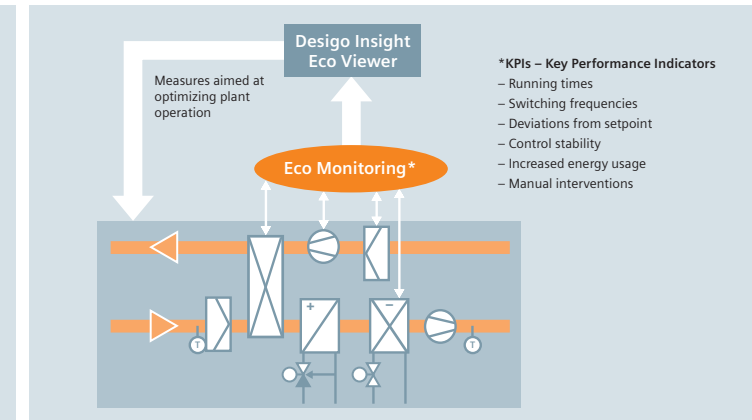 Desigo Insight
Eco Viewer
Measures aimed at
optimizing plant
operation
*KPIs – Key Performance Indicators
– Running times
– Switching frequencies
– Deviations from setpoint
– Control stability
– Increased energy usage
– Manual interventions
Eco Monitoring*
+
–
T
T